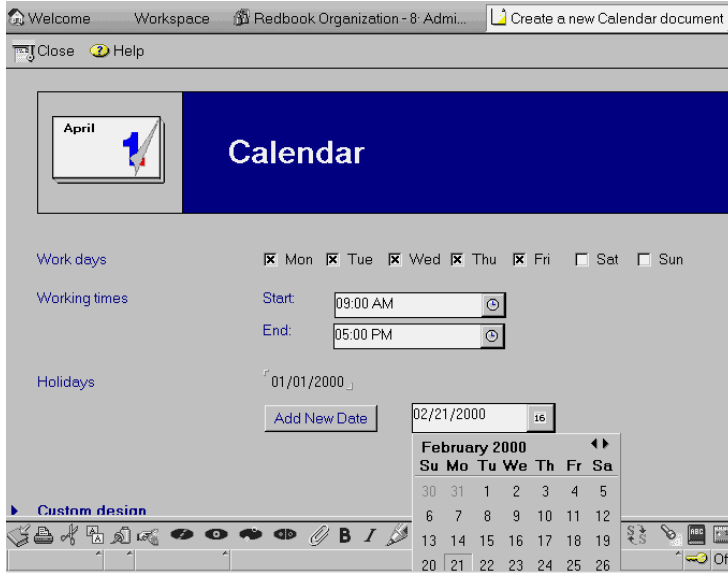 Welcome Workspace Redbook Organization - 8· Admi... Create a new Calendar document
Close Help
April
1
Calendar
Work days Mon Tue Wed Thu Fri Sat Sun
Working times Start: 09:00 AM
End: 05:00 PM
Holidays 01/01/2000
Add New Date 02/21/2000 16
February 2000
Su Mo Tu We Th Fr Sa
30 31 1 2 3 4 5
6 7 8 9 10 11 12
Custom design
B I ABC
13 14 15 16 17 18 19
Of
20 21 22 23 24 25 26